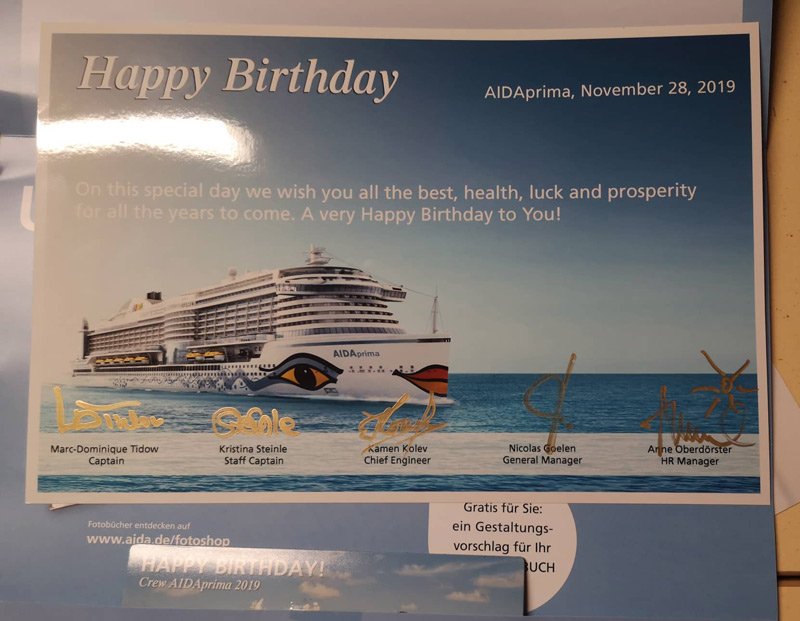 Happy Birthday
AIDAprima, November 28, 2019
On this special day we wish you all the best, health, luck and prosperity
for all the years to come. A very Happy Birthday to You!
AIDAprima
Marc-Dominique Tidow
Captain
Kristina Steinle
Staff Captain
Kamen Kolev
Chief Engineer
Nicolas Goelen
General Manager
Anne Oberdörster
HR Manager
Fotobücher entdecken auf
www.aida.de/fotoshop
Gratis für Sie:
ein Gestaltungs-
vorschlag für Ihr
BUCH
HAPPY BIRTHDAY!
Crew AIDAprima 2019